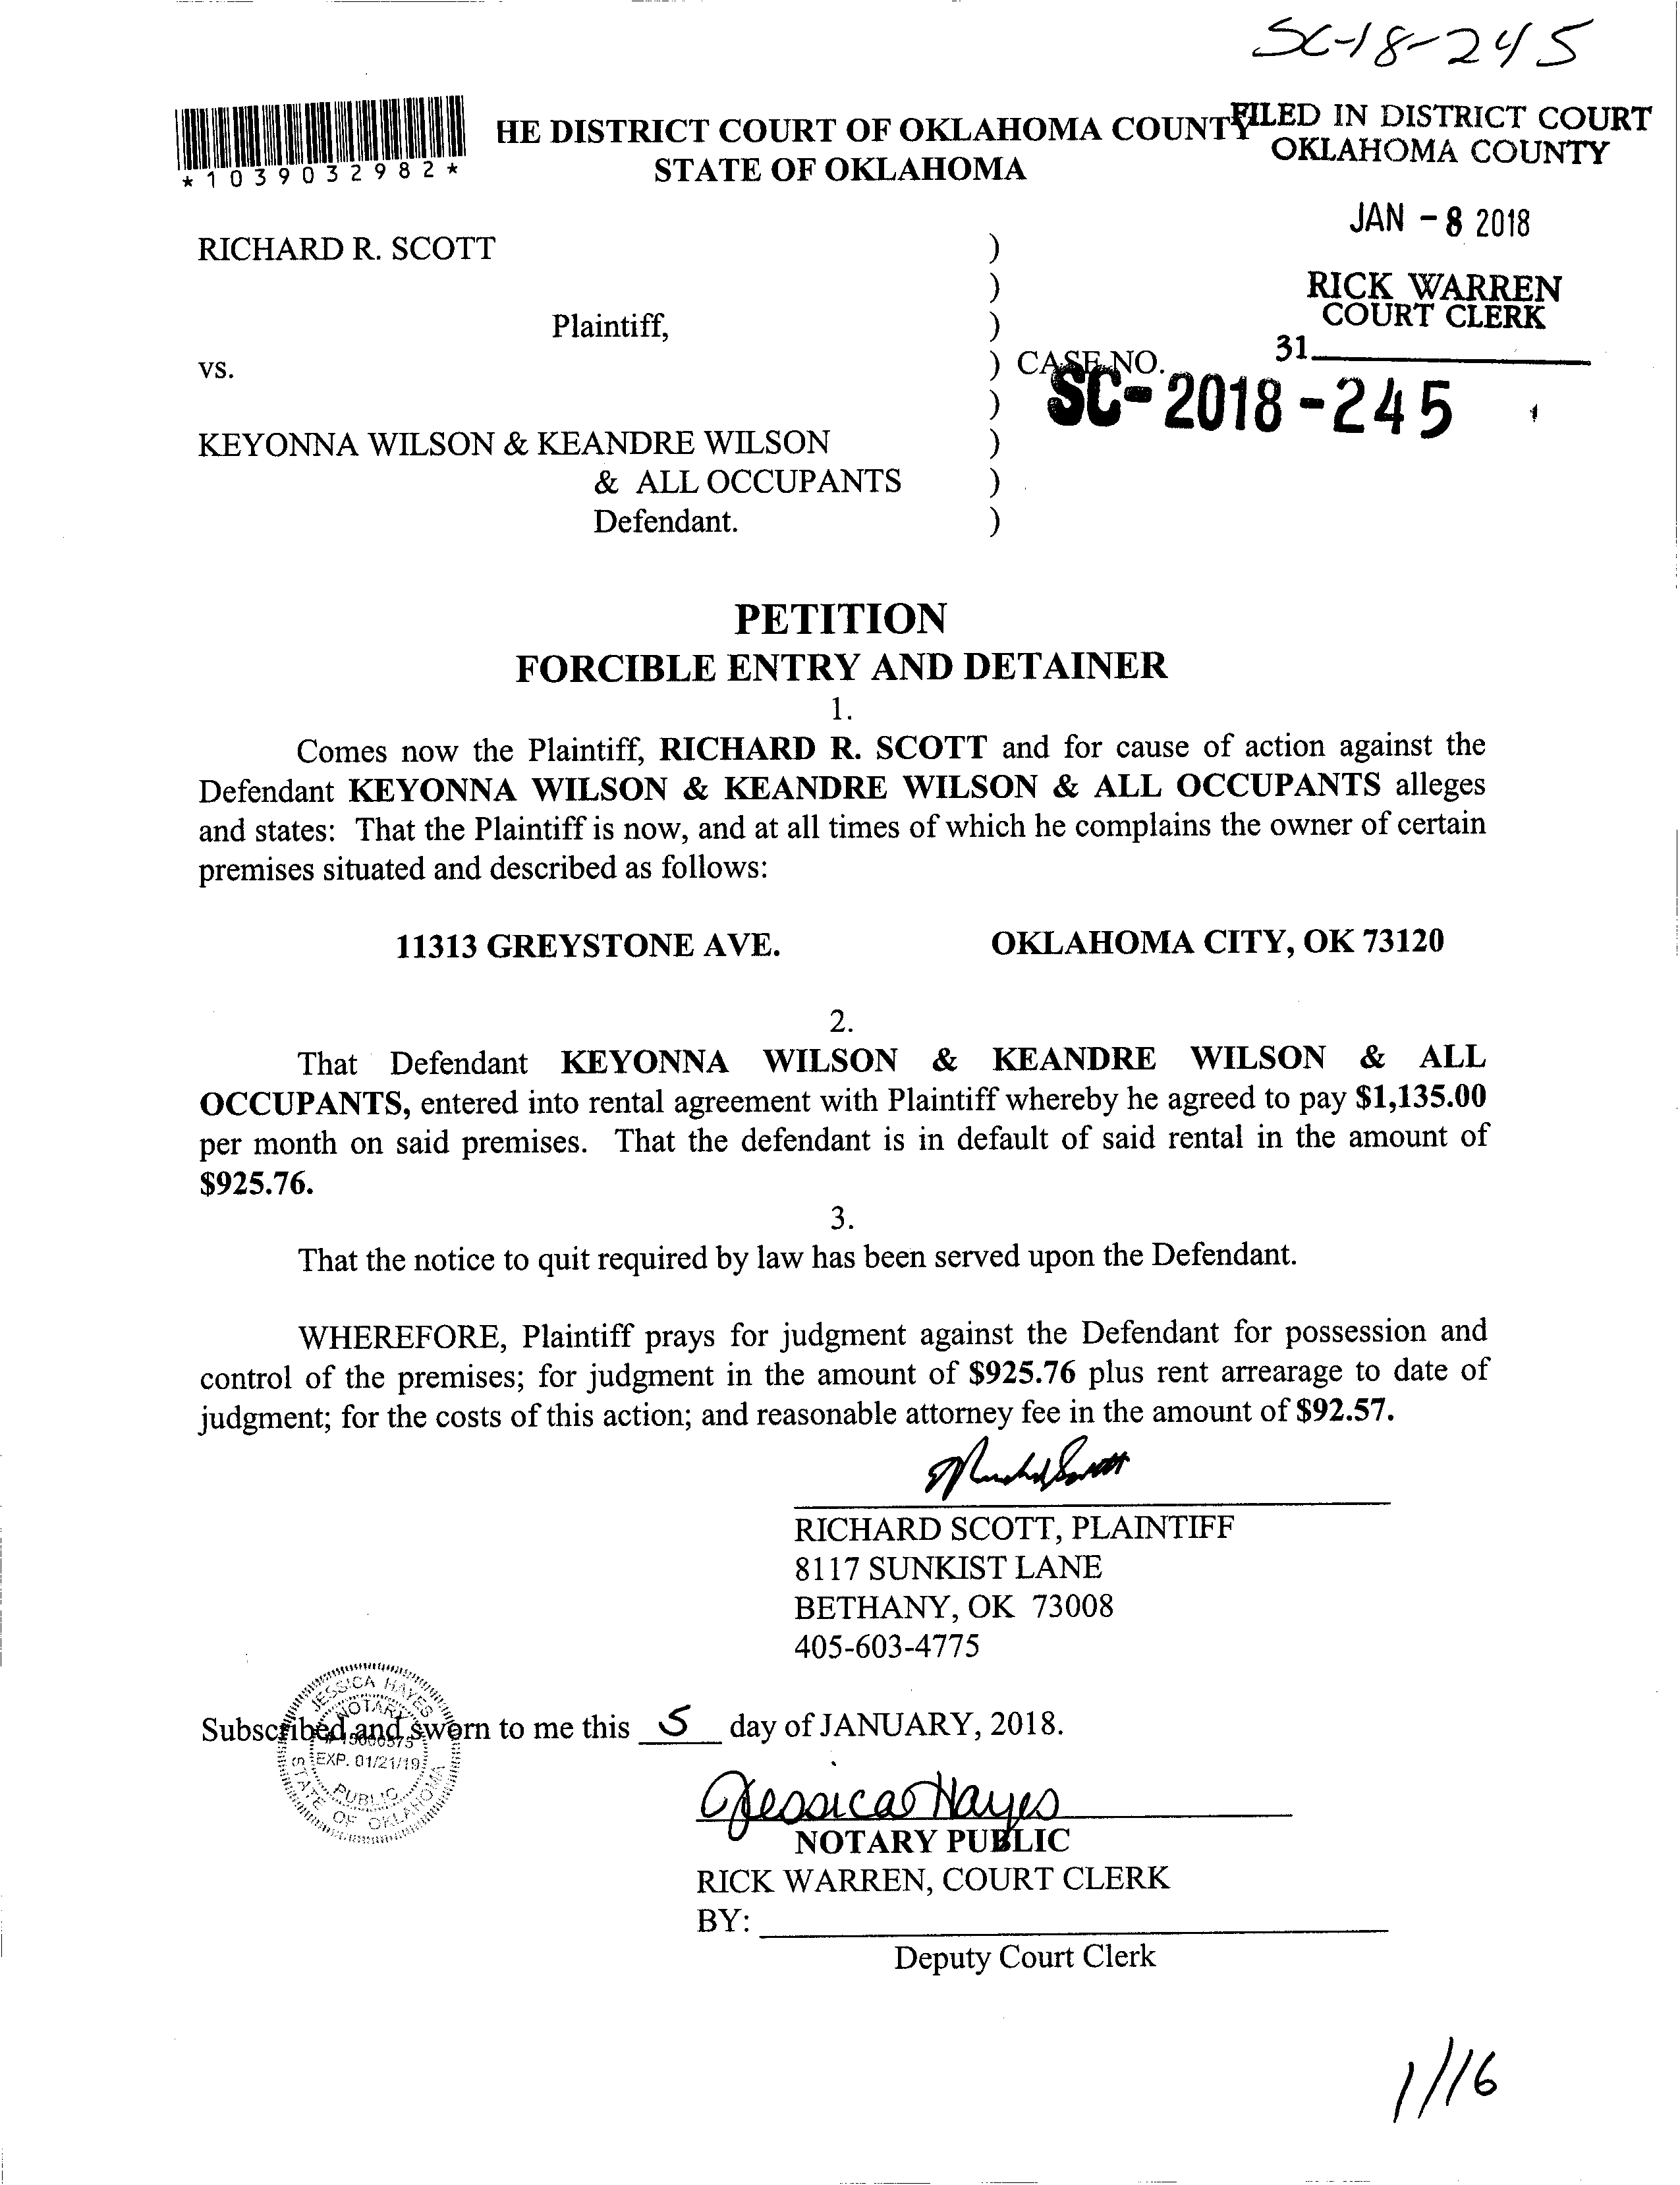 SC-18-245
*1039032982*
HE DISTRICT COURT OF OKLAHOMA COUNTY
STATE OF OKLAHOMA
FILED IN DISTRICT COURT
OKLAHOMA COUNTY
JAN - 8 2018
RICK WARREN
COURT CLERK
31
RICHARD R. SCOTT )
)
Plaintiff, )
vs. ) CASE NO.
SC-2018-245
)
KEYONNA WILSON & KEANDRE WILSON )
& ALL OCCUPANTS )
Defendant. )
PETITION
FORCIBLE ENTRY AND DETAINER
1.
Comes now the Plaintiff, RICHARD R. SCOTT and for cause of action against the
Defendant KEYONNA WILSON & KEANDRE WILSON & ALL OCCUPANTS alleges
and states: That the Plaintiff is now, and at all times of which he complains the owner of certain
premises situated and described as follows:
11313 GREYSTONE AVE. OKLAHOMA CITY, OK 73120
2.
That Defendant KEYONNA WILSON & KEANDRE WILSON & ALL
OCCUPANTS, entered into rental agreement with Plaintiff whereby he agreed to pay $1,135.00
per month on said premises. That the defendant is in default of said rental in the amount of
$925.76.
3.
That the notice to quit required by law has been served upon the Defendant.
WHEREFORE, Plaintiff prays for judgment against the Defendant for possession and
control of the premises; for judgment in the amount of $925.76 plus rent arrearage to date of
judgment; for the costs of this action; and reasonable attorney fee in the amount of $92.57.
RICHARD SCOTT, PLAINTIFF
8117 SUNKIST LANE
BETHANY, OK 73008
405-603-4775
Subscribed and sworn to me this 5 day of JANUARY, 2018.
JESSICA HAYES
NOTARY
EXP. 01/21/19
PUBLIC
STATE OF OKLAHOMA
Jessica Hayes
NOTARY PUBLIC
RICK WARREN, COURT CLERK
BY:
Deputy Court Clerk
1/16